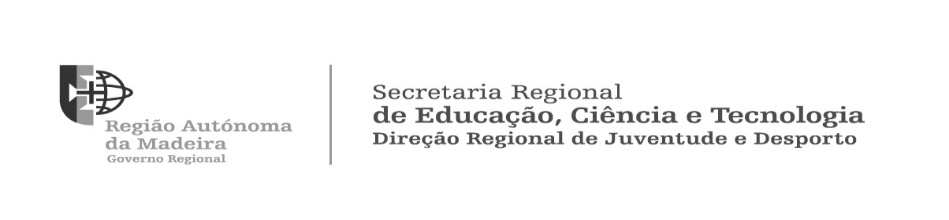 Região Autónoma
da Madeira
Governo Regional
Secretaria Regional
de Educação, Ciência e Tecnologia
Direção Regional de Juventude e Desporto